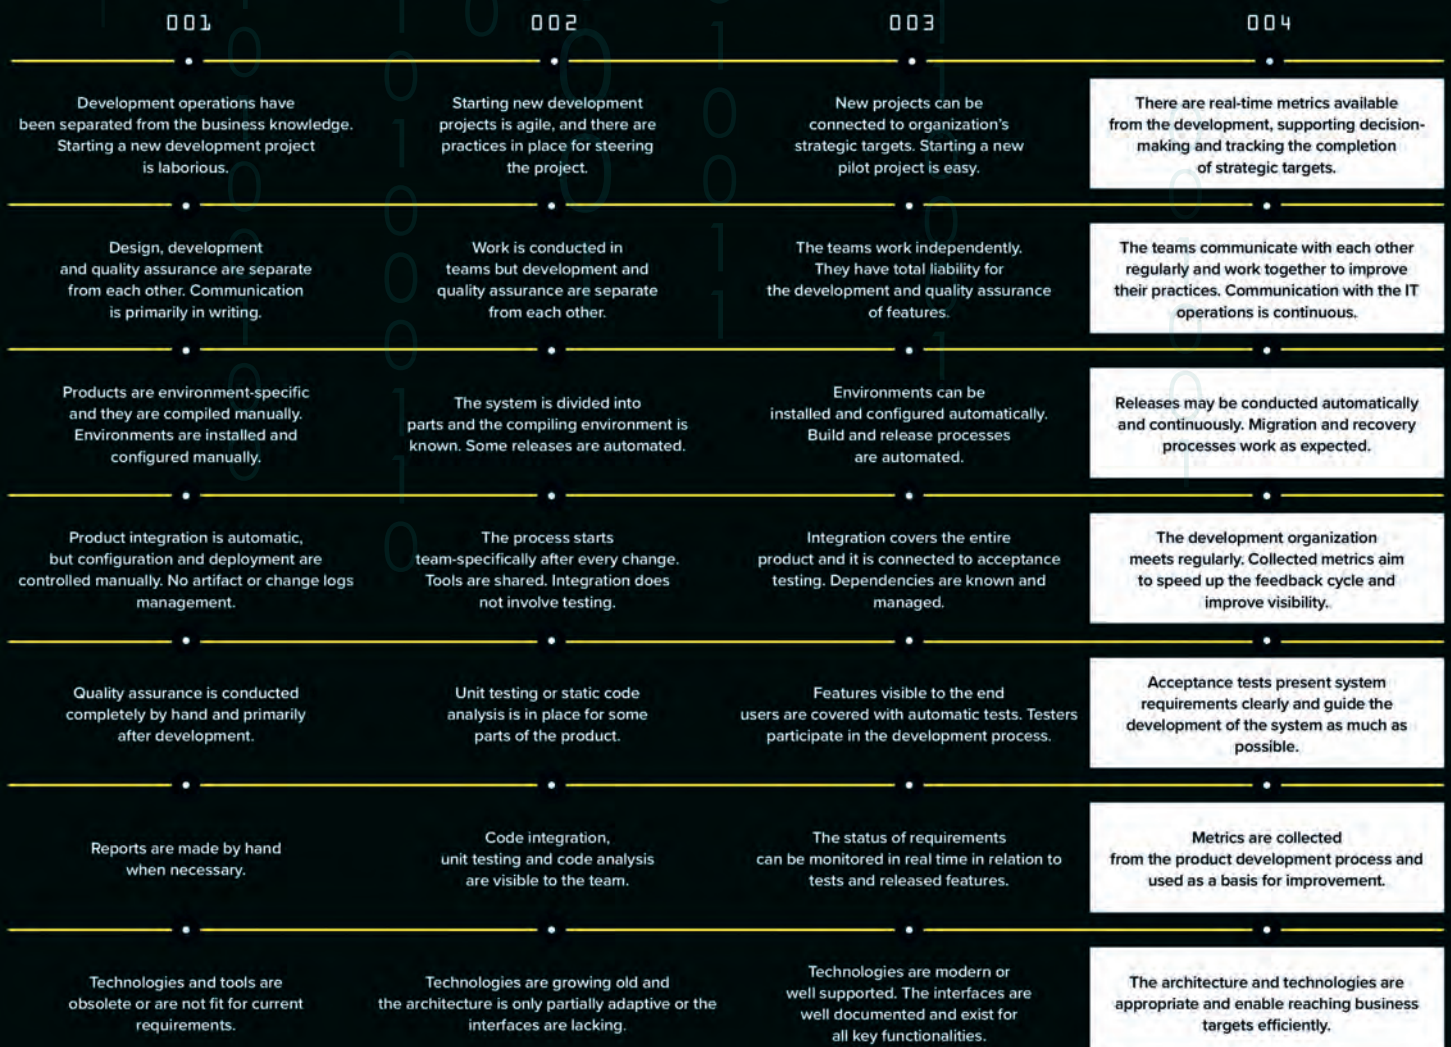 001
002
003
004
Development operations have
been separated from the business knowledge.
Starting a new development project
is laborious.
Starting new development
projects is agile, and there are
practices in place for steering
the project.
New projects can be
connected to organization's
strategic targets. Starting a new
pilot project is easy.
There are real-time metrics available
from the development, supporting decision-
making and tracking the completion
of strategic targets.
Design, development
and quality assurance are separate
from each other. Communication
is primarily in writing.
Work is conducted in
teams but development and
quality assurance are separate
from each other.
The teams work independently.
They have total liability for
the development and quality assurance
of features.
The teams communicate with each other
regularly and work together to improve
their practices. Communication with the IT
operations is continuous.
Products are environment-specific
and they are compiled manually.
Environments are installed and
configured manually.
The system is divided into
parts and the compiling environment is
known. Some releases are automated.
Environments can be
installed and configured automatically.
Build and release processes
are automated.
Releases may be conducted automatically
and continuously. Migration and recovery
processes work as expected.
Product integration is automatic,
but configuration and deployment are
controlled manually. No artifact or change logs
management.
The process starts
team-specifically after every change.
Tools are shared. Integration does
not involve testing.
Integration covers the entire
product and it is connected to acceptance
testing. Dependencies are known and
managed.
The development organization
meets regularly. Collected metrics aim
to speed up the feedback cycle and
improve visibility.
Quality assurance is conducted
completely by hand and primarily
after development.
Unit testing or static code
analysis is in place for some
parts of the product.
Features visible to the end
users are covered with automatic tests. Testers
participate in the development process.
Acceptance tests present system
requirements clearly and guide the
development of the system as much as
possible.
Reports are made by hand
when necessary.
Code integration,
unit testing and code analysis
are visible to the team.
The status of requirements
can be monitored in real time in relation to
tests and released features.
Metrics are collected
from the product development process and
used as a basis for improvement.
Technologies and tools are
obsolete or are not fit for current
requirements.
Technologies are growing old and
the architecture is only partially adaptive or the
interfaces are lacking.
Technologies are modern or
well supported. The interfaces are
well documented and exist for
all key functionalities.
The architecture and technologies are
appropriate and enable reaching business
targets efficiently.